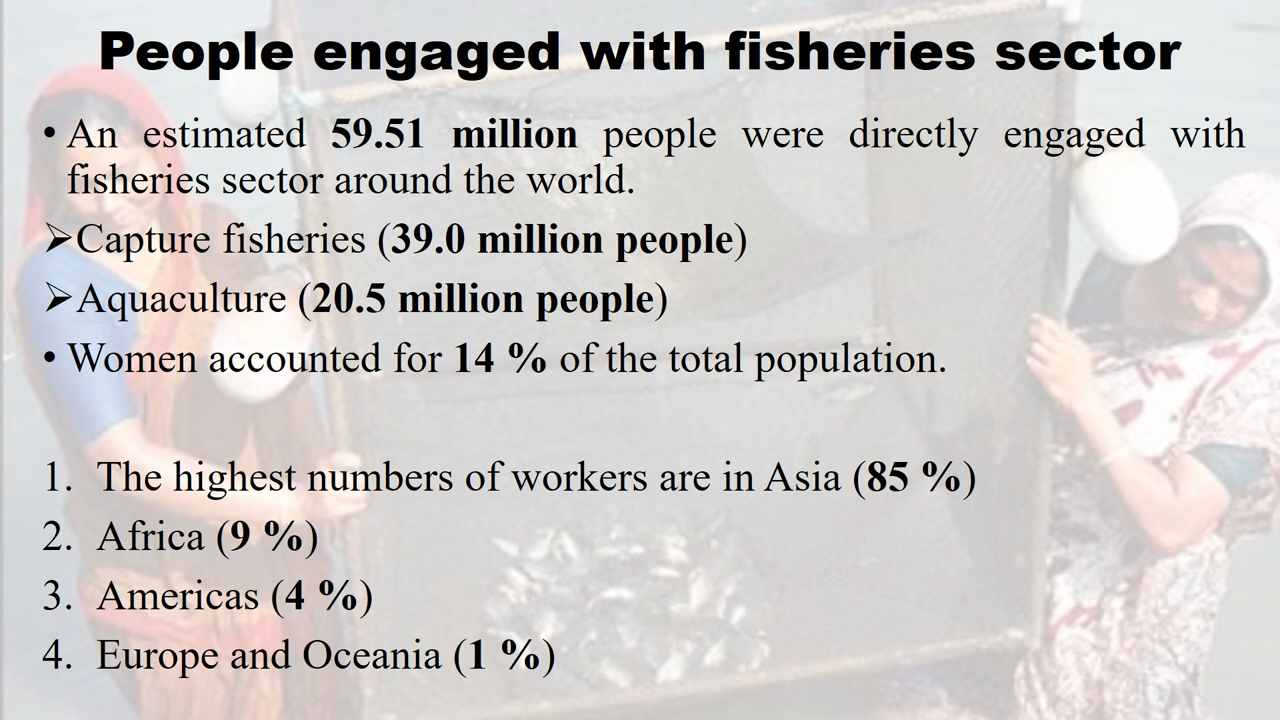 People engaged with fisheries sector
• An estimated 59.51 million people were directly engaged with
fisheries sector around the world.
➢Capture fisheries (39.0 million people)
➢Aquaculture (20.5 million people)
• Women accounted for 14 % of the total population.
1. The highest numbers of workers are in Asia (85 %)
2. Africa (9 %)
3. Americas (4 %)
4. Europe and Oceania (1 %)